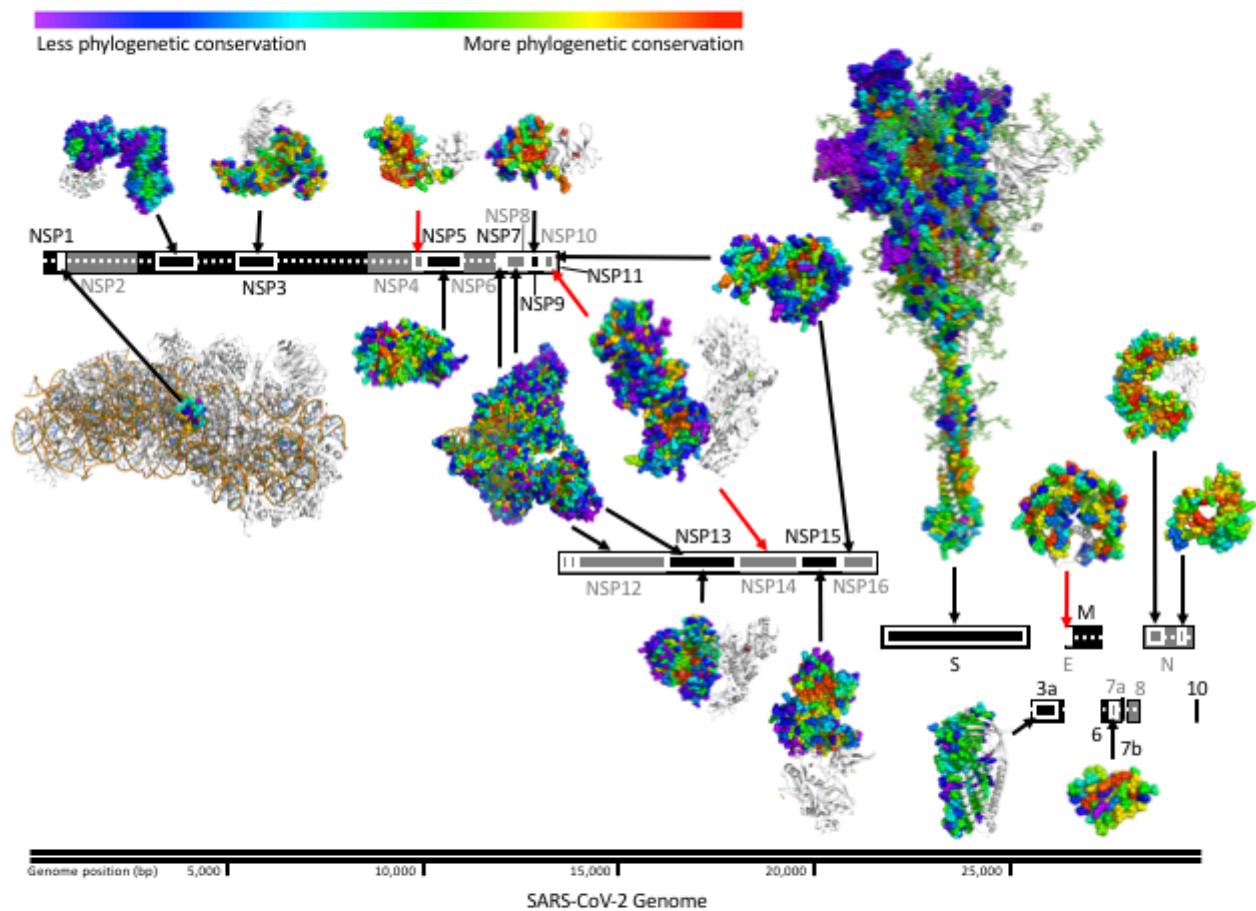 Less phylogenetic conservation
More phylogenetic conservation
NSP8
NSP1
NSP5
NSP7
NSP10
NSP2
NSP3
NSP4
NSP6
NSP9
NSP11
NSP13
NSP15
NSP12
NSP14
NSP16
M
S
E
N
3a
7a
8
10
6
7b
Genome position (bp)
5,000
10,000
15,000
20,000
25,000
SARS-CoV-2 Genome